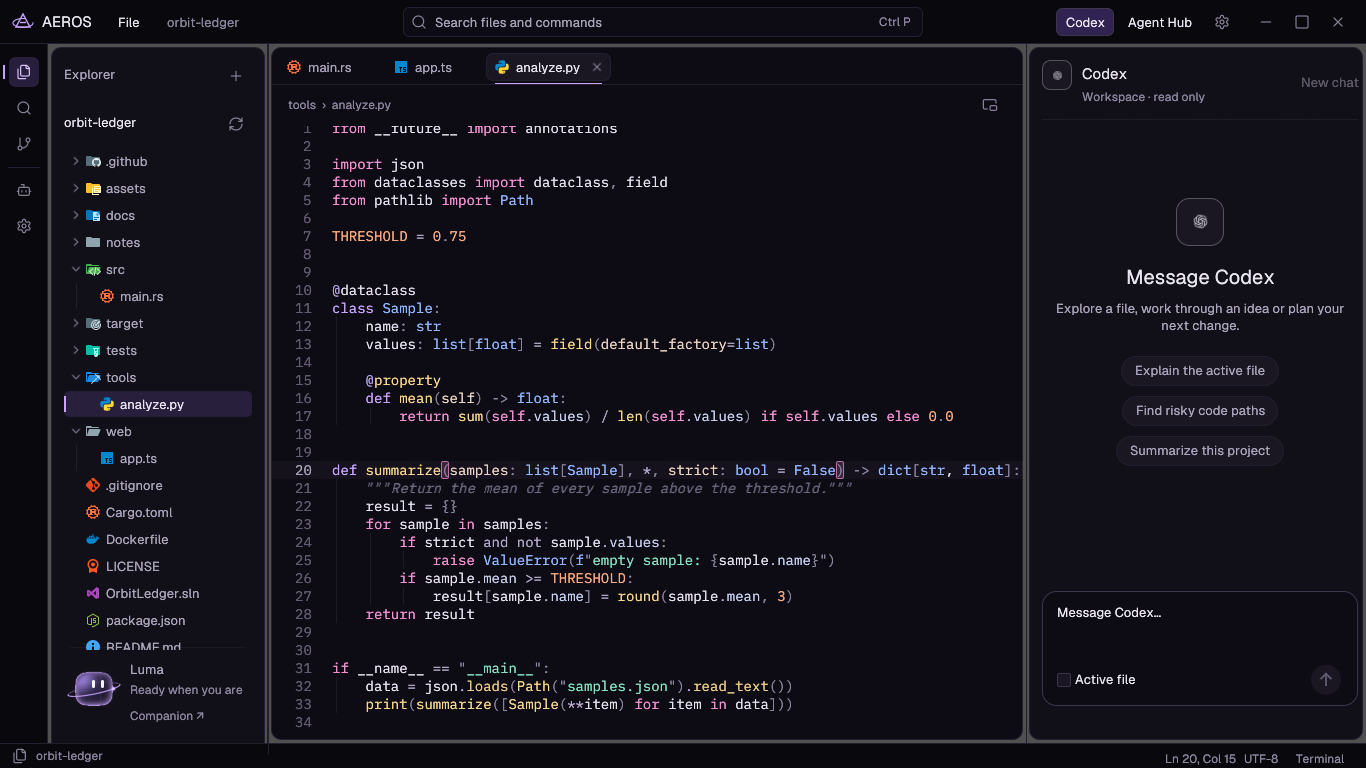 AEROS
File
orbit-ledger
Search files and commands
Ctrl P
Codex
Agent Hub
Explorer
orbit-ledger
.github
assets
docs
notes
src
main.rs
target
tests
tools
analyze.py
web
app.ts
.gitignore
Cargo.toml
Dockerfile
LICENSE
OrbitLedger.sln
package.json
README.md
Luma
Ready when you are
Companion ↗
main.rs
app.ts
analyze.py
tools › analyze.py
1 from __future__ import annotations
2
3 import json
4 from dataclasses import dataclass, field
5 from pathlib import Path
6
7 THRESHOLD = 0.75
8
9
10 @dataclass
11 class Sample:
12     name: str
13     values: list[float] = field(default_factory=list)
14
15     @property
16     def mean(self) -> float:
17         return sum(self.values) / len(self.values) if self.values else 0.0
18
19
20 def summarize(samples: list[Sample], *, strict: bool = False) -> dict[str, float]:
21     """Return the mean of every sample above the threshold."""
22     result = {}
23     for sample in samples:
24         if strict and not sample.values:
25             raise ValueError(f"empty sample: {sample.name}")
26         if sample.mean >= THRESHOLD:
27             result[sample.name] = round(sample.mean, 3)
28     return result
29
30
31 if __name__ == "__main__":
32     data = json.loads(Path("samples.json").read_text())
33     print(summarize([Sample(**item) for item in data]))
34
Codex
Workspace · read only
New chat
Message Codex
Explore a file, work through an idea or plan your
next change.
Explain the active file
Find risky code paths
Summarize this project
Message Codex…
Active file
orbit-ledger
Ln 20, Col 15
UTF-8
Terminal